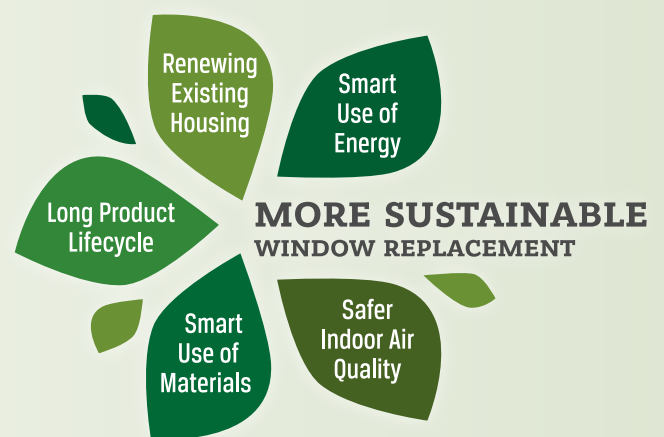 Renewing
Existing
Housing
Smart
Use of
Energy
Long Product
Lifecycle
MORE SUSTAINABLE
WINDOW REPLACEMENT
Smart
Use of
Materials
Safer
Indoor Air
Quality